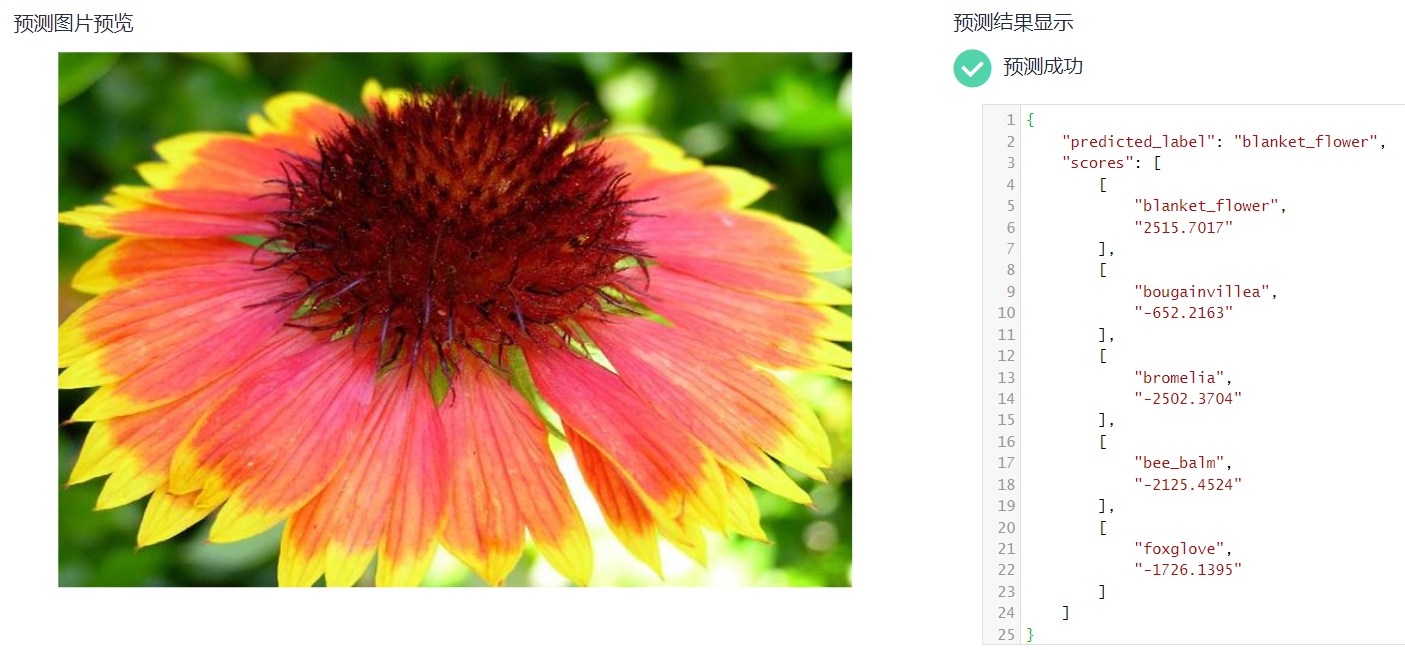 预测图片预览
预测结果显示
预测成功
1 {
2 "predicted_label": "blanket_flower",
3 "scores": [
4 [
5 "blanket_flower",
6 "2515.7017"
7 ],
8 [
9 "bougainvillea",
10 "-652.2163"
11 ],
12 [
13 "bromelia",
14 "-2502.3704"
15 ],
16 [
17 "bee_balm",
18 "-2125.4524"
19 ],
20 [
21 "foxglove",
22 "-1726.1395"
23 ]
24 ]
25 }